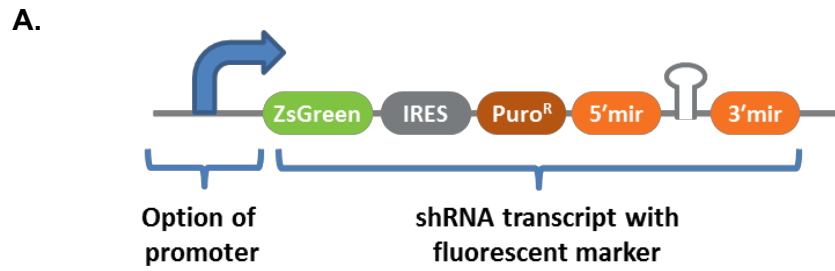 A.
ZsGreen IRES Puroᴿ 5'mir 3'mir
Option of promoter
shRNA transcript with fluorescent marker